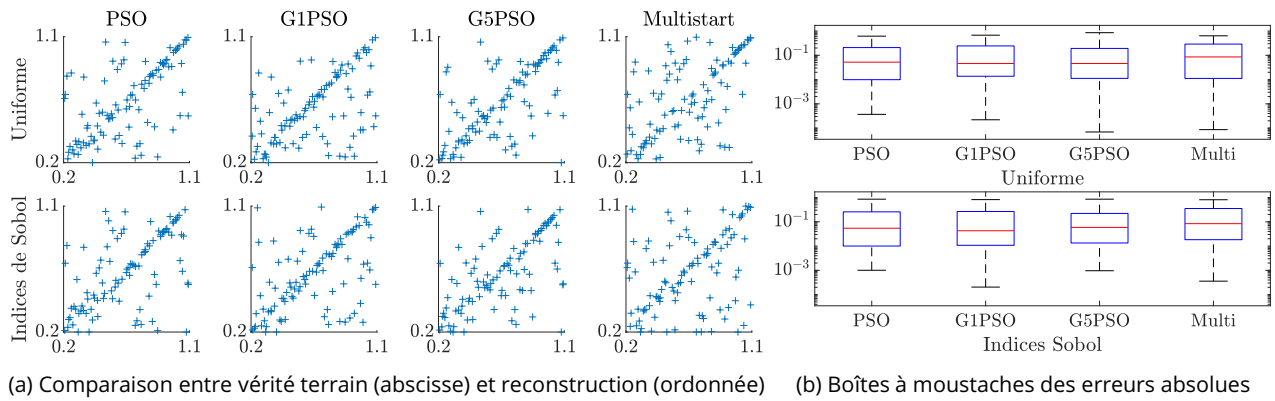 PSO G1PSO G5PSO Multistart
Uniforme
1.1 1.1 1.1 1.1
0.2 0.2 0.2 0.2
0.2 1.1 0.2 1.1 0.2 1.1 0.2 1.1
Indices de Sobol
1.1 1.1 1.1 1.1
0.2 0.2 0.2 0.2
0.2 1.1 0.2 1.1 0.2 1.1 0.2 1.1
(a) Comparaison entre vérité terrain (abscisse) et reconstruction (ordonnée)
10⁻¹
10⁻³
PSO G1PSO G5PSO Multi
Uniforme
10⁻¹
10⁻³
PSO G1PSO G5PSO Multi
Indices Sobol
(b) Boîtes à moustaches des erreurs absolues